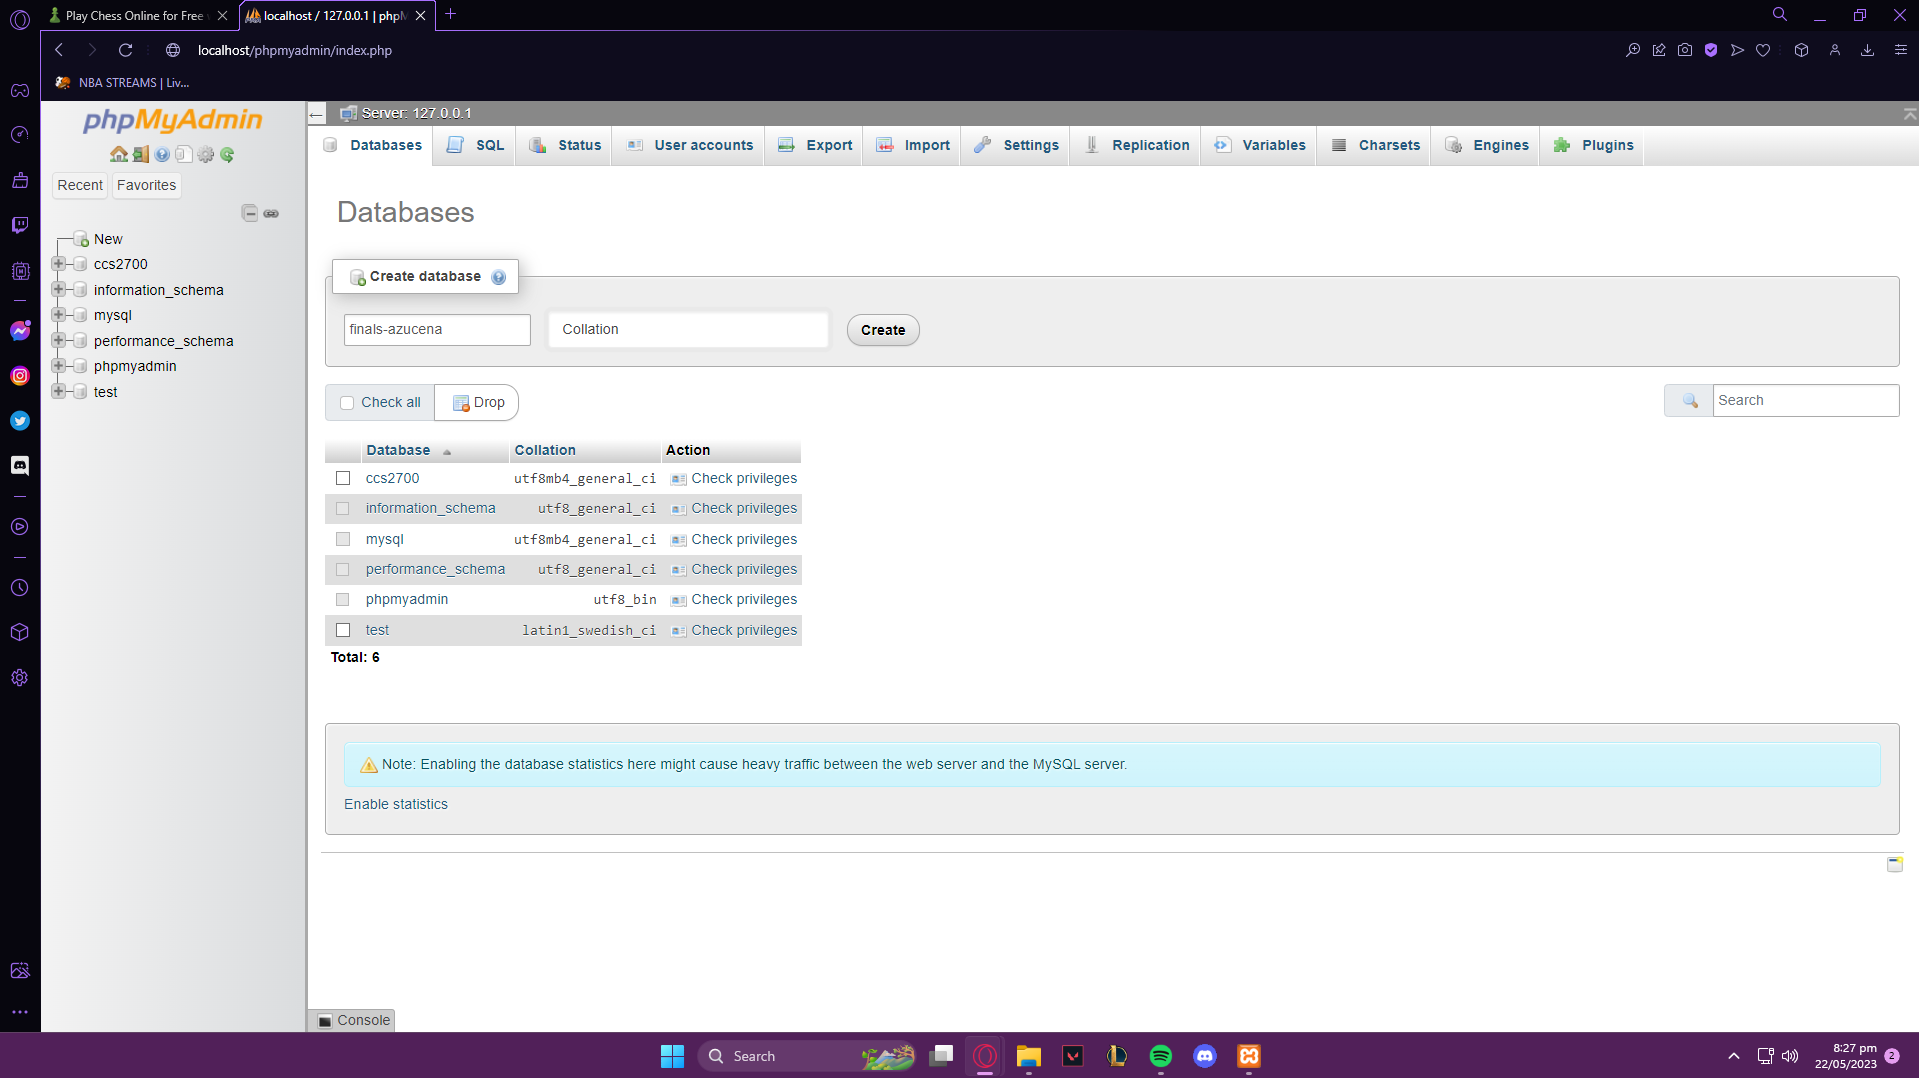 Play Chess Online for Free
localhost / 127.0.0.1 | phpM
localhost/phpmyadmin/index.php
NBA STREAMS | Liv...
phpMyAdmin
Recent
Favorites
New
ccs2700
information_schema
mysql
performance_schema
phpmyadmin
test
Server: 127.0.0.1
Databases
SQL
Status
User accounts
Export
Import
Settings
Replication
Variables
Charsets
Engines
Plugins
Databases
Create database
finals-azucena
Collation
Create
Check all
Drop
Search
Database Collation Action
ccs2700 utf8mb4_general_ci Check privileges
information_schema utf8_general_ci Check privileges
mysql utf8mb4_general_ci Check privileges
performance_schema utf8_general_ci Check privileges
phpmyadmin utf8_bin Check privileges
test latin1_swedish_ci Check privileges
Total: 6
Note: Enabling the database statistics here might cause heavy traffic between the web server and the MySQL server.
Enable statistics
Console
Search
8:27 pm
22/05/2023
2